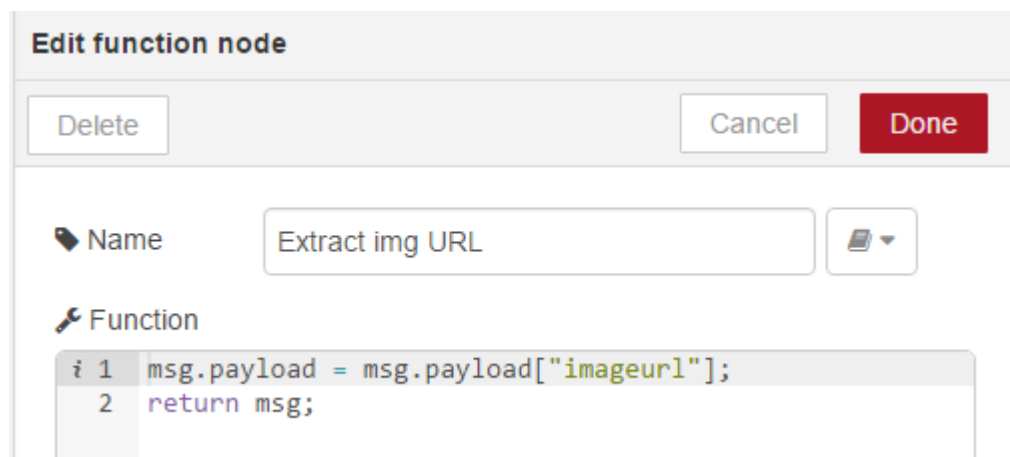 Edit function node
Delete Cancel Done
Name Extract img URL
Function
i 1 msg.payload = msg.payload["imageurl"];
2 return msg;